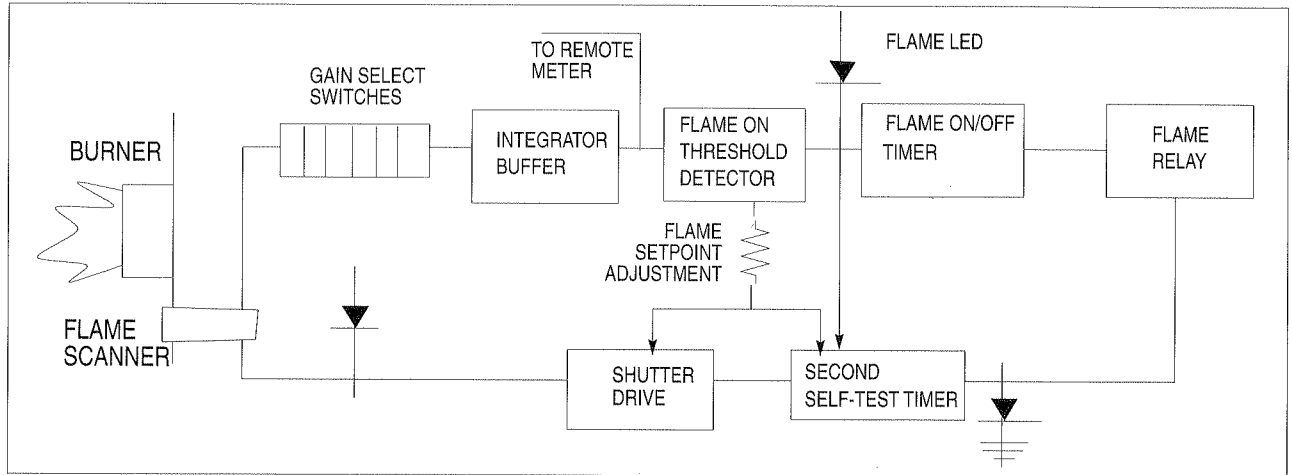 TO REMOTE
METER
FLAME LED
GAIN SELECT
SWITCHES
BURNER
INTEGRATOR
BUFFER
FLAME ON
THRESHOLD
DETECTOR
FLAME ON/OFF
TIMER
FLAME
RELAY
FLAME
SETPOINT
ADJUSTMENT
FLAME
SCANNER
SHUTTER
DRIVE
SECOND
SELF-TEST TIMER